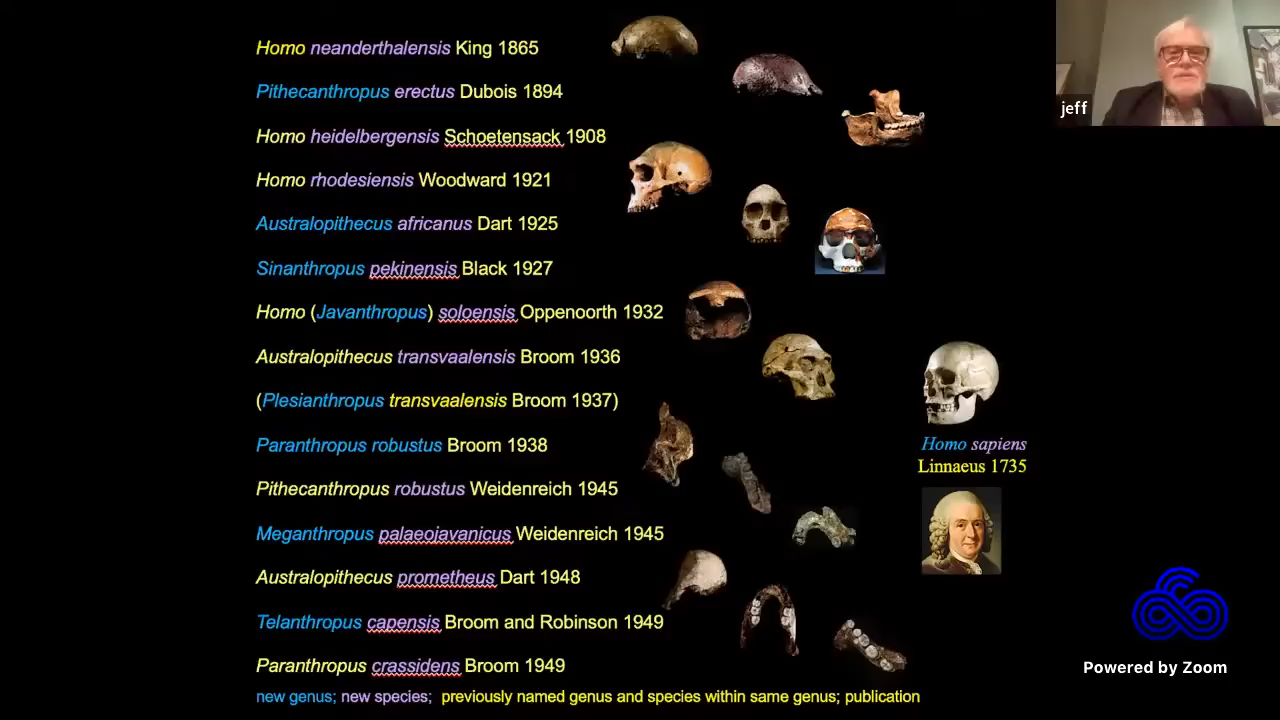 Homo neanderthalensis King 1865
Pithecanthropus erectus Dubois 1894
Homo heidelbergensis Schoetensack 1908
Homo rhodesiensis Woodward 1921
Australopithecus africanus Dart 1925
Sinanthropus pekinensis Black 1927
Homo (Javanthropus) soloensis Oppenoorth 1932
Australopithecus transvaalensis Broom 1936
(Plesianthropus transvaalensis Broom 1937)
Paranthropus robustus Broom 1938
Pithecanthropus robustus Weidenreich 1945
Meganthropus palaeojavanicus Weidenreich 1945
Australopithecus prometheus Dart 1948
Telanthropus capensis Broom and Robinson 1949
Paranthropus crassidens Broom 1949
new genus; new species; previously named genus and species within same genus; publication
Homo sapiens
Linnaeus 1735
jeff
Powered by Zoom